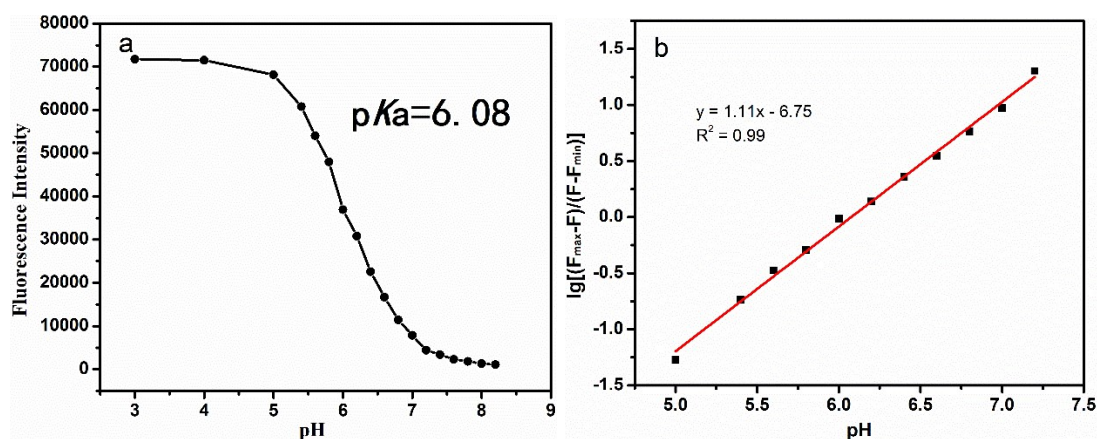 a
pKa=6.08
80000
70000
60000
50000
40000
30000
20000
10000
0
Fluorescence Intensity
3 4 5 6 7 8 9
pH
b
y = 1.11x - 6.75
R² = 0.99
1.5
1.0
0.5
0.0
-0.5
-1.0
-1.5
lg[(Fmax-F)/(F-Fmin)]
5.0 5.5 6.0 6.5 7.0 7.5
pH